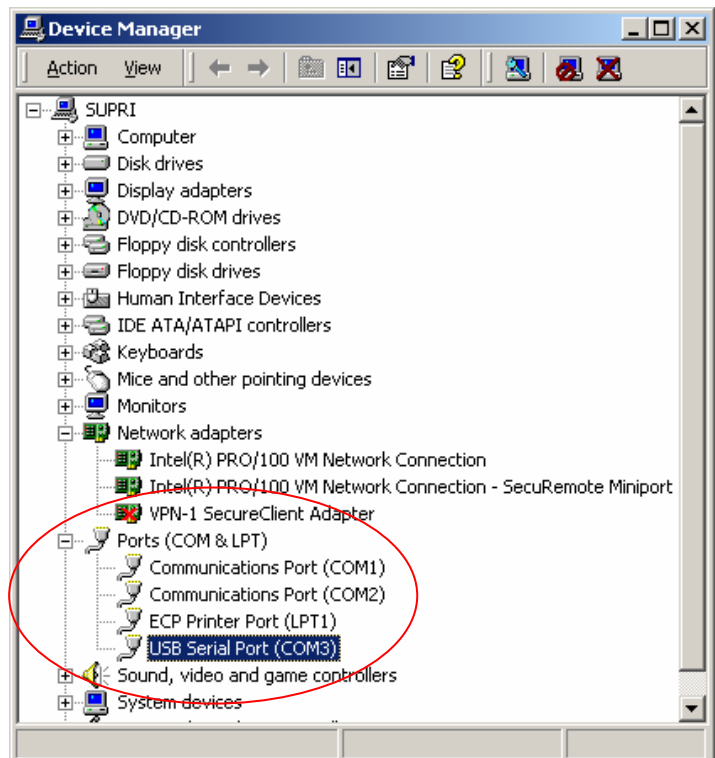 Device Manager
Action View
SUPRI
Computer
Disk drives
Display adapters
DVD/CD-ROM drives
Floppy disk controllers
Floppy disk drives
Human Interface Devices
IDE ATA/ATAPI controllers
Keyboards
Mice and other pointing devices
Monitors
Network adapters
Intel(R) PRO/100 VM Network Connection
Intel(R) PRO/100 VM Network Connection - SecuRemote Miniport
VPN-1 SecureClient Adapter
Ports (COM & LPT)
Communications Port (COM1)
Communications Port (COM2)
ECP Printer Port (LPT1)
USB Serial Port (COM3)
Sound, video and game controllers
System devices